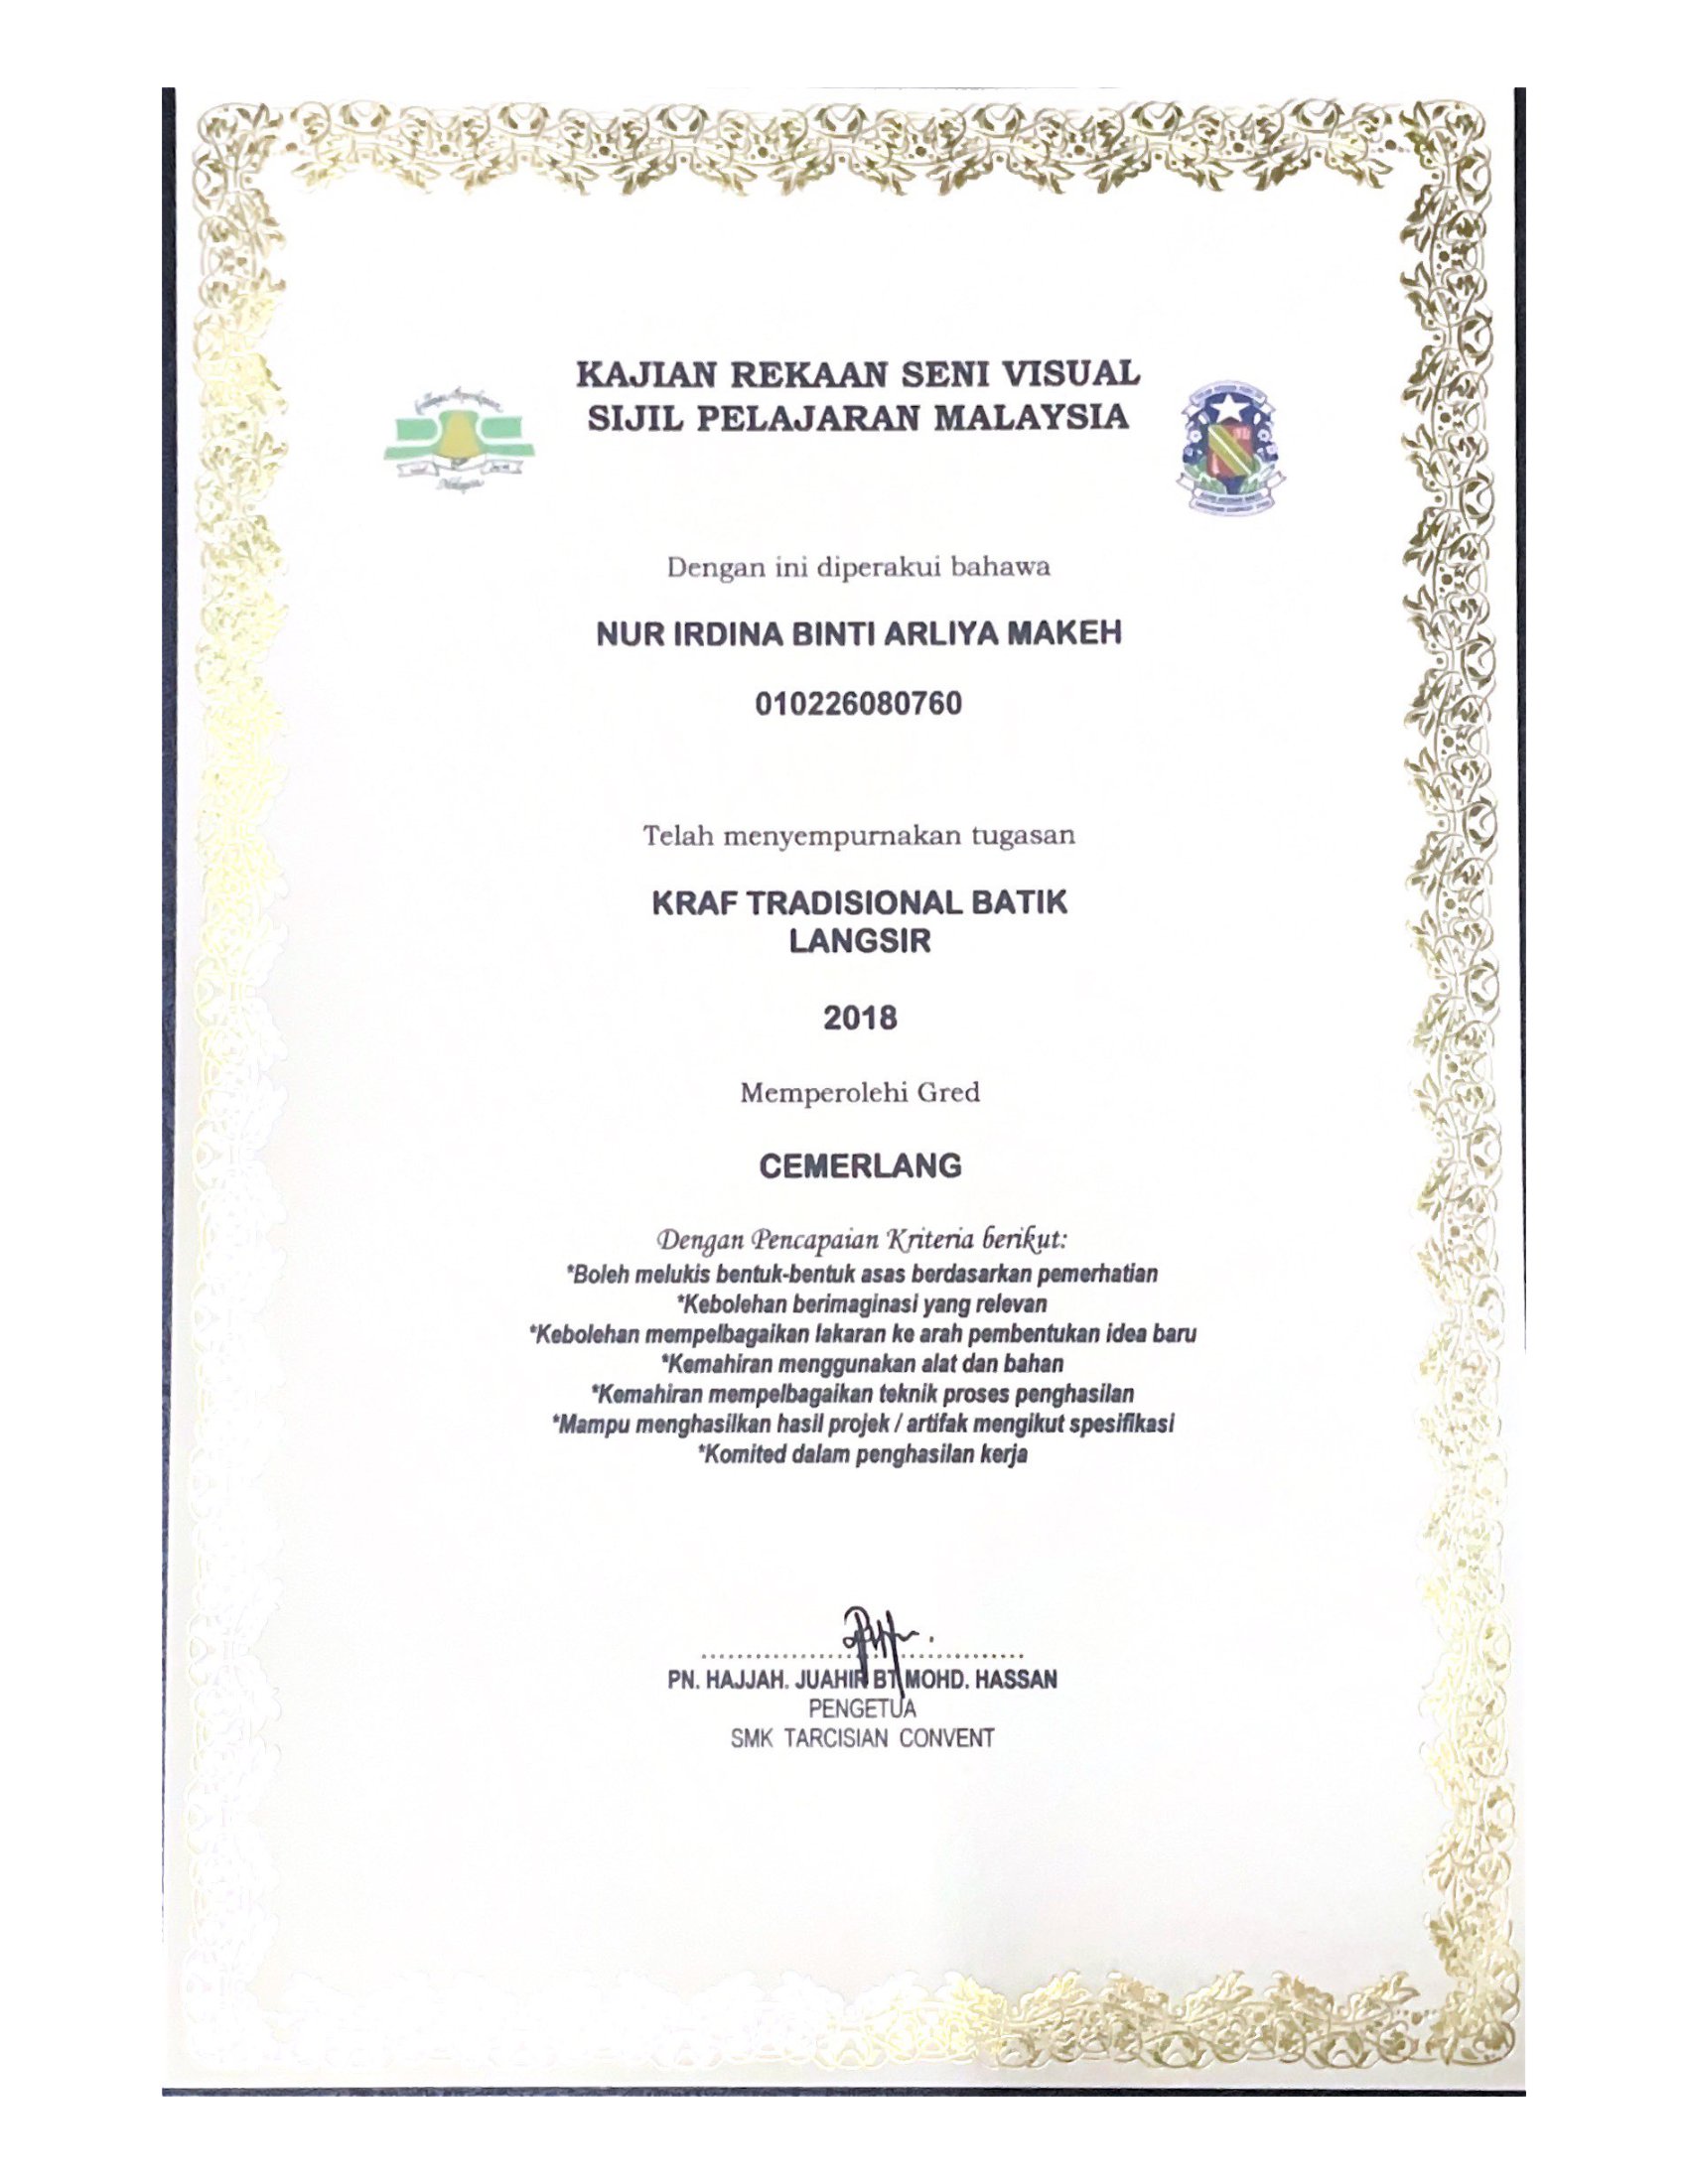 KAJIAN REKAAN SENI VISUAL
SIJIL PELAJARAN MALAYSIA
Dengan ini diperakui bahawa
NUR IRDINA BINTI ARLIYA MAKEH
010226080760
Telah menyempurnakan tugasan
KRAF TRADISIONAL BATIK
LANGSIR
2018
Memperolehi Gred
CEMERLANG
Dengan Pencapaian Kriteria berikut:
*Boleh melukis bentuk-bentuk asas berdasarkan pemerhatian
*Kebolehan berimaginasi yang relevan
*Kebolehan mempelbagaikan lakaran ke arah pembentukan idea baru
*Kemahiran menggunakan alat dan bahan
*Kemahiran mempelbagaikan teknik proses penghasilan
*Mampu menghasilkan hasil projek / artifak mengikut spesifikasi
*Komited dalam penghasilan kerja
PN. HAJJAH. JUAHIR BT MOHD. HASSAN
PENGETUA
SMK TARCISIAN CONVENT